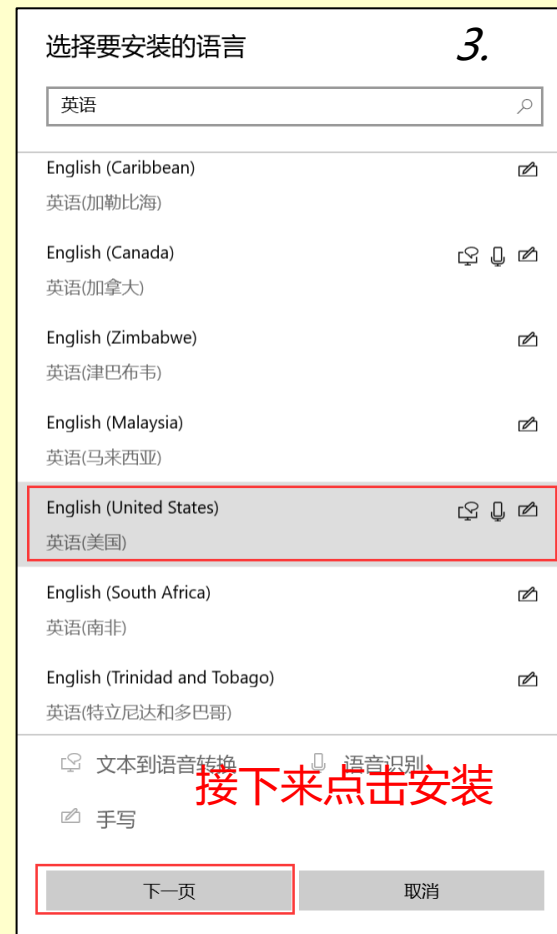 选择要安装的语言
3.
英语
English (Caribbean)
英语(加勒比海)
English (Canada)
英语(加拿大)
English (Zimbabwe)
英语(津巴布韦)
English (Malaysia)
英语(马来西亚)
English (United States)
英语(美国)
English (South Africa)
英语(南非)
English (Trinidad and Tobago)
英语(特立尼达和多巴哥)
文本到语音转换 语音识别
接下来点击安装
手写
下一页 取消